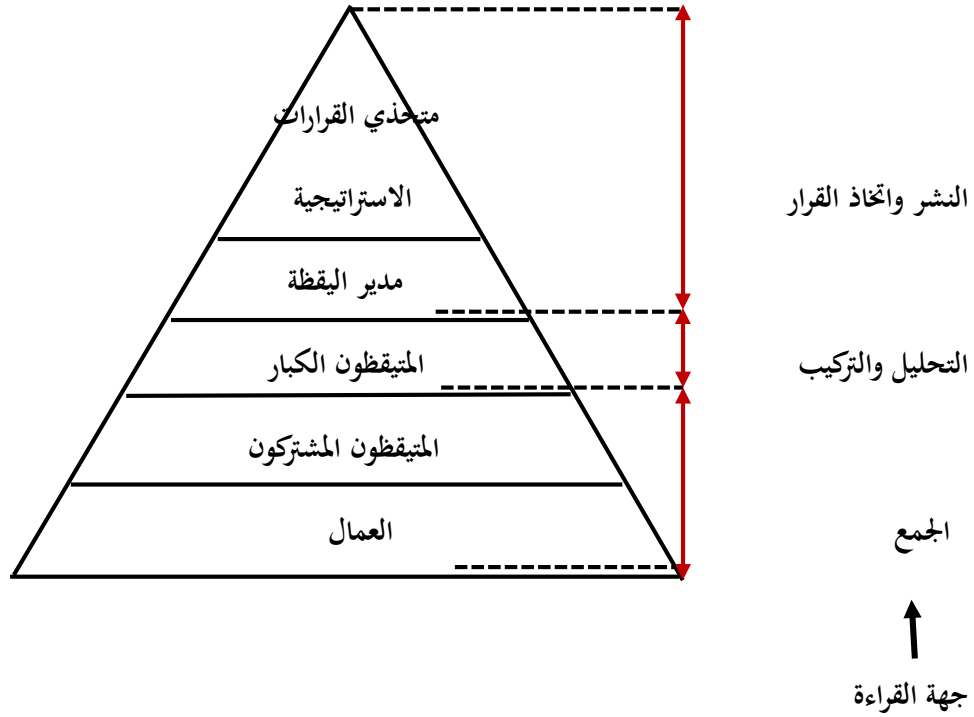 متخذي القرارات
الاستراتيجية
النشر واتخاذ القرار
مدير اليقظة
المتيقظون الكبار
التحليل والتركيب
المتيقظون المشتركون
العمال
الجمع
جهة القراءة